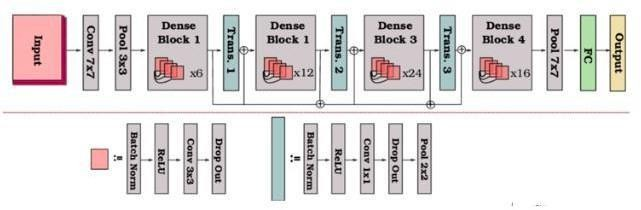 Input
Conv 7x7
Pool 3x3
Dense
Block 1
x6
Trans. 1
Dense
Block 1
x12
Trans. 2
Dense
Block 3
x24
Trans. 3
Dense
Block 4
x16
Pool 7x7
FC
Output
:=
Batch Norm
ReLU
Conv 3x3
Drop Out
:=
Batch Norm
ReLU
Conv 1x1
Drop Out
Pool 2x2